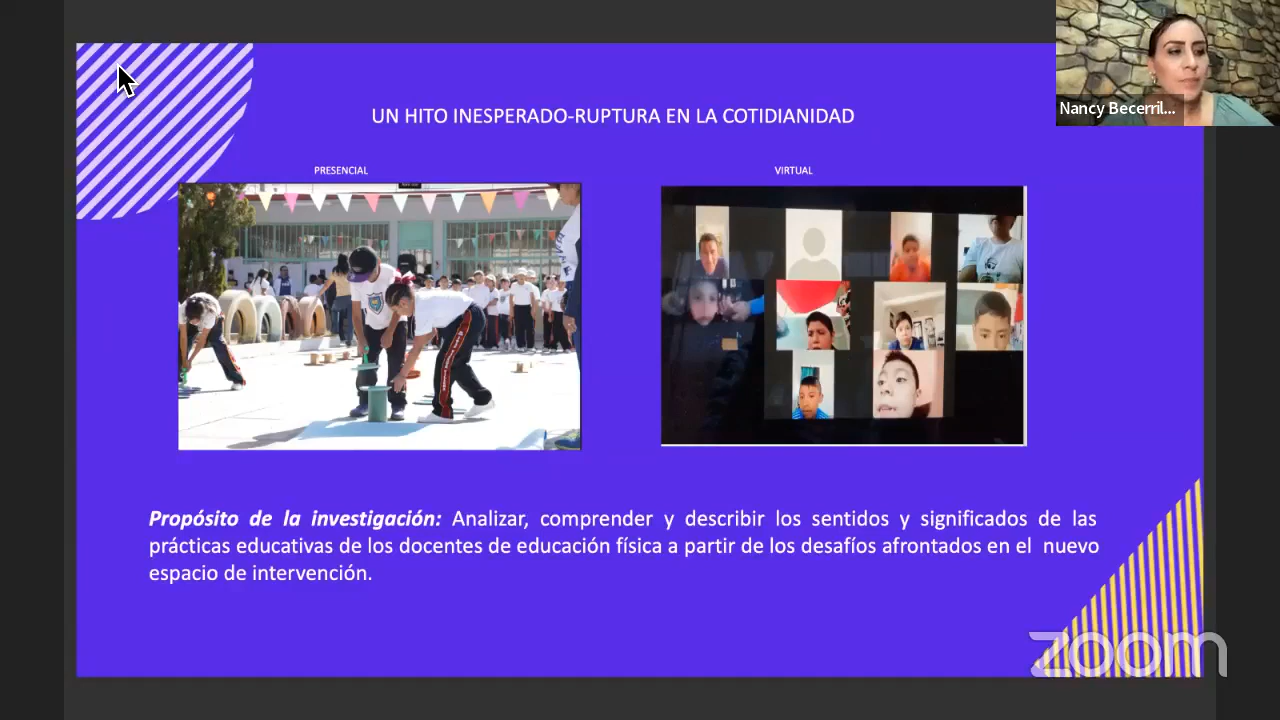 Nancy Becerril...
UN HITO INESPERADO-RUPTURA EN LA COTIDIANIDAD
PRESENCIAL
VIRTUAL
Propósito de la investigación: Analizar, comprender y describir los sentidos y significados de las
prácticas educativas de los docentes de educación física a partir de los desafíos afrontados en el nuevo
espacio de intervención.
zoom